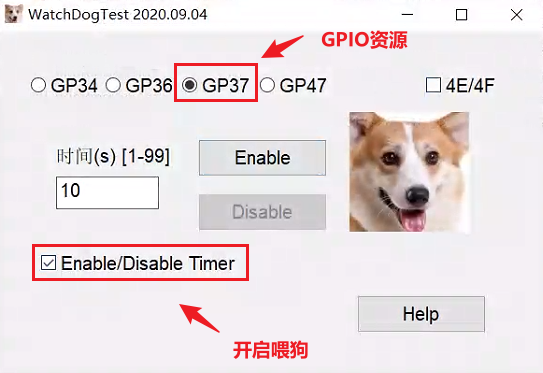 WatchDogTest 2020.09.04
GPIO资源
GP34 GP36 GP37 GP47 4E/4F
时间(s) [1-99] Enable
10
Disable
Enable/Disable Timer
Help
开启喂狗